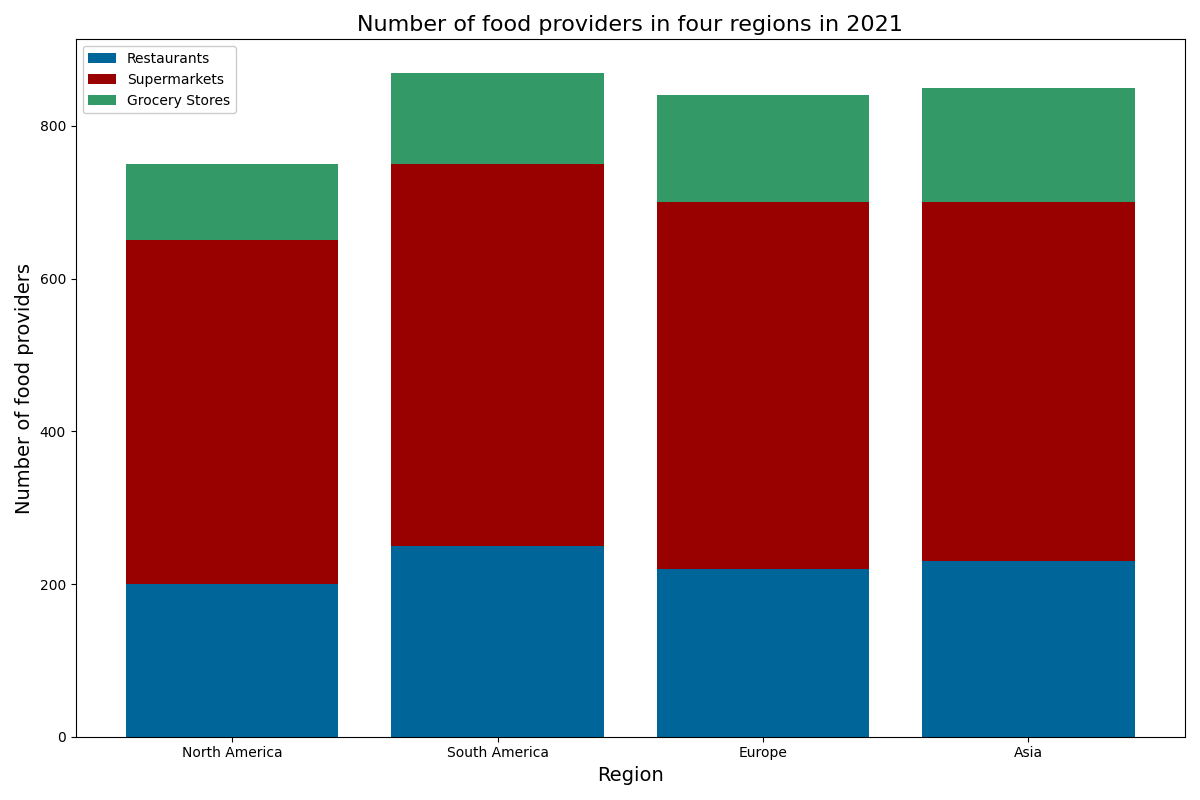 Number of food providers in four regions in 2021
Restaurants
Supermarkets
Grocery Stores
Number of food providers
800
600
400
200
0
North America
South America
Europe
Asia
Region